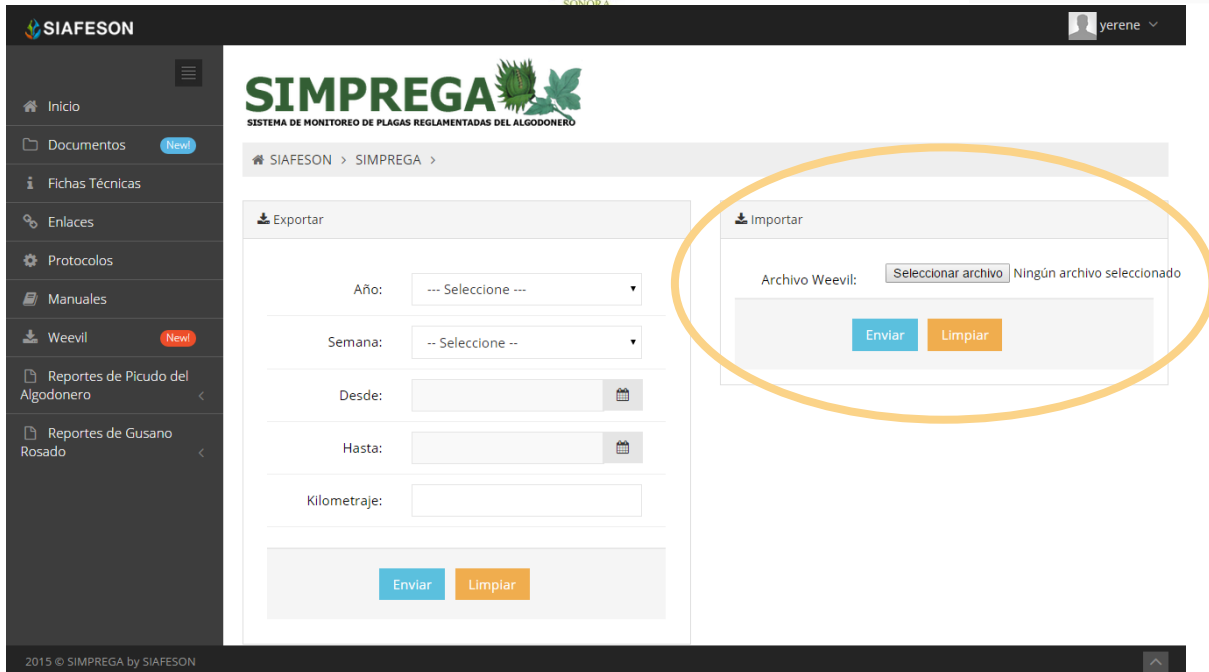 SONORA
SIAFESON
yerene
SIMPREGA
SISTEMA DE MONITOREO DE PLAGAS REGLAMENTADAS DEL ALGODONERO
Inicio
Documentos New!
Fichas Técnicas
Enlaces
Protocolos
Manuales
Weevil New!
Reportes de Picudo del
Algodonero
Reportes de Gusano
Rosado
SIAFESON > SIMPREGA >
Exportar
Año: --- Seleccione ---
Semana: -- Seleccione --
Desde:
Hasta:
Kilometraje:
Enviar Limpiar
Importar
Archivo Weevil: Seleccionar archivo Ningún archivo seleccionado
Enviar Limpiar
2015 © SIMPREGA by SIAFESON